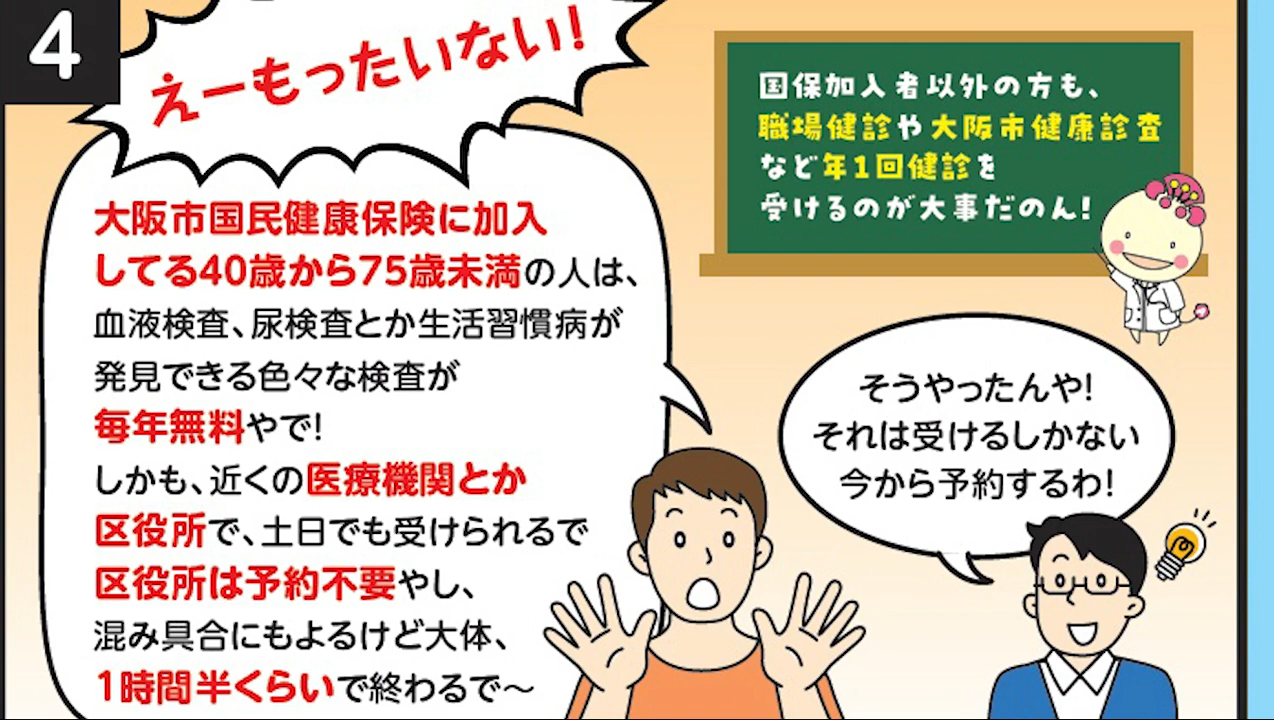 4
えーもったいない!
大阪市国民健康保険に加入
してる40歳から75歳未満の人は、
血液検査、尿検査とか生活習慣病が
発見できる色々な検査が
毎年無料やで!
しかも、近くの医療機関とか
区役所で、土日でも受けられるで
区役所は予約不要やし、
混み具合にもよるけど大体、
1時間半くらいで終わるで～
国保加入者以外の方も、
職場健診や大阪市健康診査
など年1回健診を
受けるのが大事だのん!
そうやったんや!
それは受けるしかない
今から予約するわ!